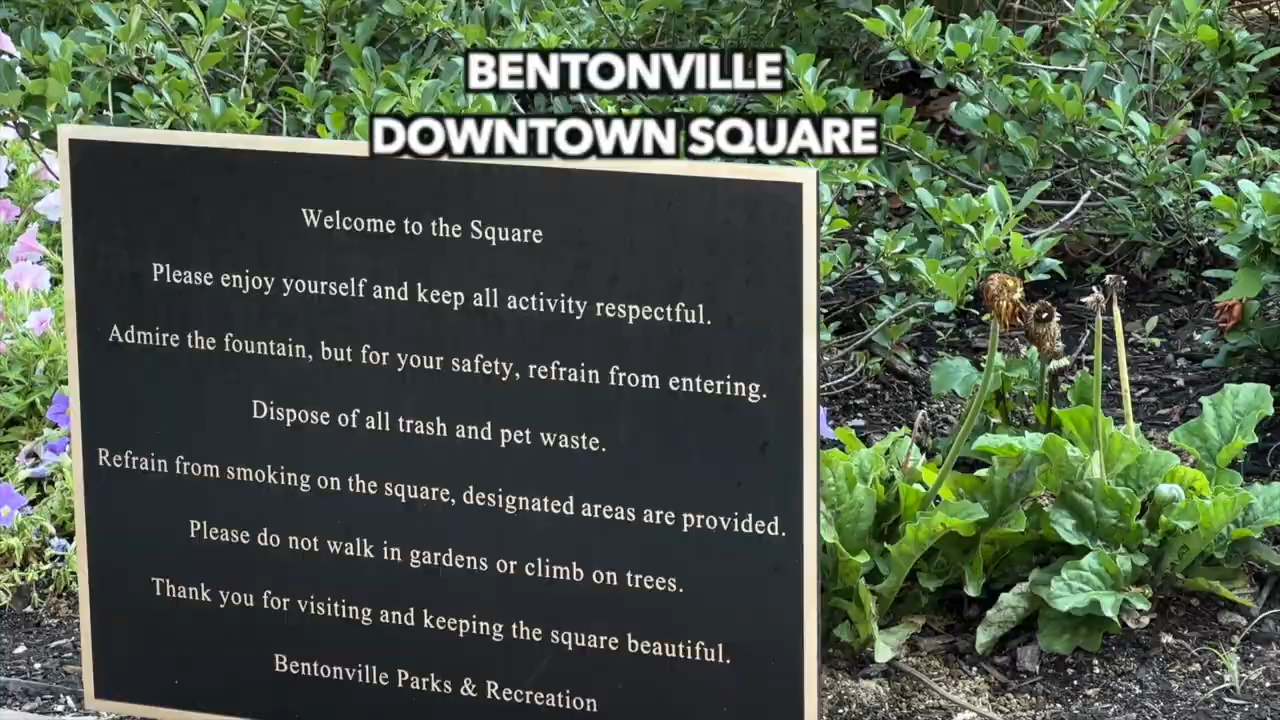 BENTONVILLE
DOWNTOWN SQUARE
Welcome to the Square
Please enjoy yourself and keep all activity respectful.
Admire the fountain, but for your safety, refrain from entering.
Dispose of all trash and pet waste.
Refrain from smoking on the square, designated areas are provided.
Please do not walk in gardens or climb on trees.
Thank you for visiting and keeping the square beautiful.
Bentonville Parks & Recreation